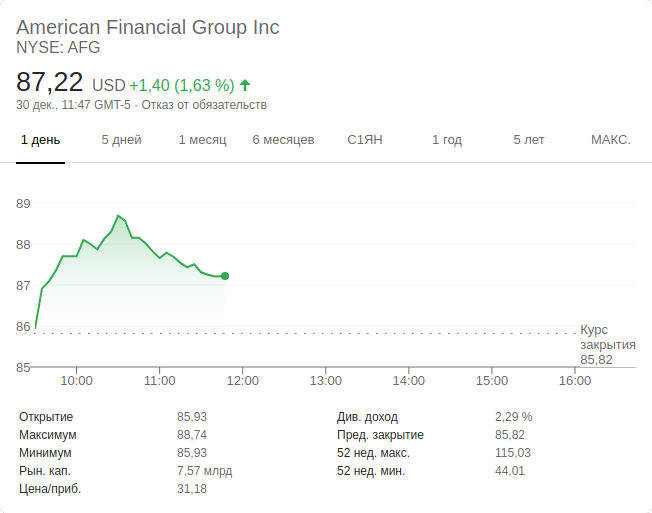 American Financial Group Inc
NYSE: AFG
87,22 USD +1,40 (1,63 %)
30 дек., 11:47 GMT-5 · Отказ от обязательств
1 день 5 дней 1 месяц 6 месяцев С1ЯН 1 год 5 лет МАКС.
89
88
87
86
Курс
закрытия
85,82
85
10:00 11:00 12:00 13:00 14:00 15:00 16:00
Открытие 85,93 Див. доход 2,29 %
Максимум 88,74 Пред. закрытие 85,82
Минимум 85,93 52 нед. макс. 115,03
Рын. кап. 7,57 млрд 52 нед. мин. 44,01
Цена/приб. 31,18